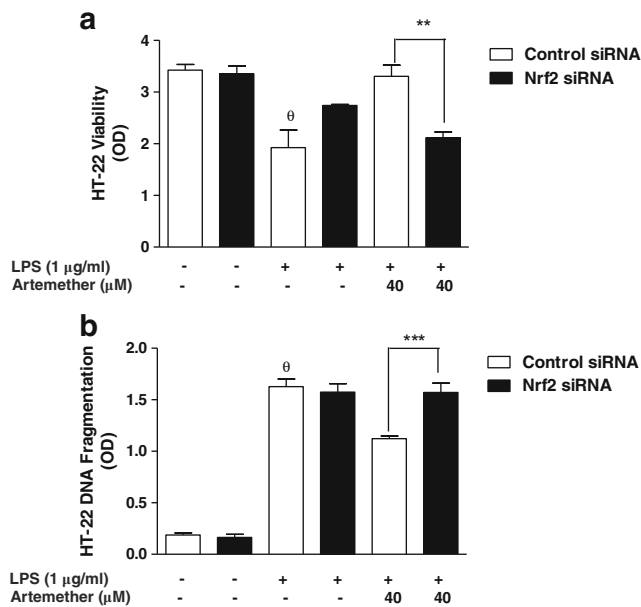 a
**
Control siRNA
Nrf2 siRNA
HT-22 Viability
(OD)
4
3
2
1
0
θ
LPS (1 μg/ml) - - + + + +
Artemether (μM) - - - - 40 40
b
***
Control siRNA
Nrf2 siRNA
HT-22 DNA Fragmentation
(OD)
2.0
1.5
1.0
0.5
0.0
θ
LPS (1 μg/ml) - - + + + +
Artemether (μM) - - - - 40 40